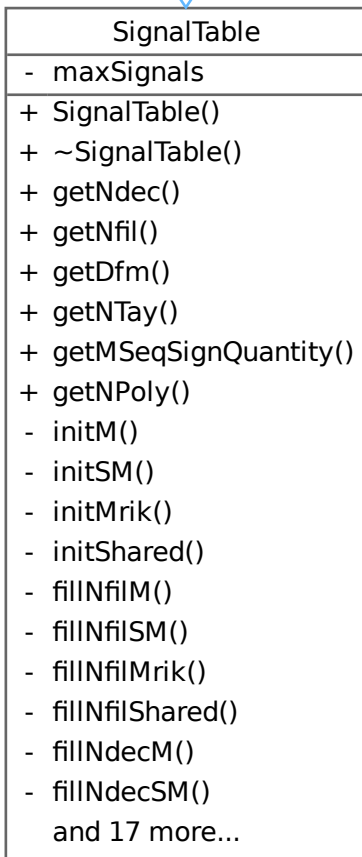 SignalTable
- maxSignals
+ SignalTable()
+ ~SignalTable()
+ getNdec()
+ getNfil()
+ getDfm()
+ getNTay()
+ getMSeqSignQuantity()
+ getNPoly()
- initM()
- initSM()
- initMrik()
- initShared()
- fillNfilM()
- fillNfilSM()
- fillNfilMrik()
- fillNfilShared()
- fillNdecM()
- fillNdecSM()
and 17 more...